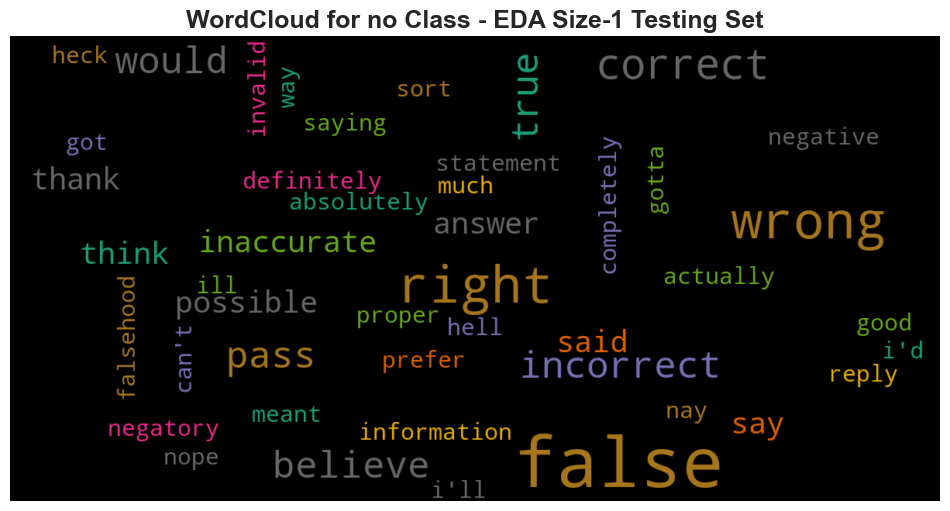 WordCloud for no Class - EDA Size-1 Testing Set
heck
would
invalid
way
sort
true
correct
saying
got
negative
thank
definitely
statement
much
completely
gotta
absolutely
answer
wrong
think
inaccurate
right
actually
ill
possible
falsehood
proper
hell
good
can't
pass
prefer
said
incorrect
i'd
reply
meant
nay
negatory
information
say
nope
believe
false
i'll